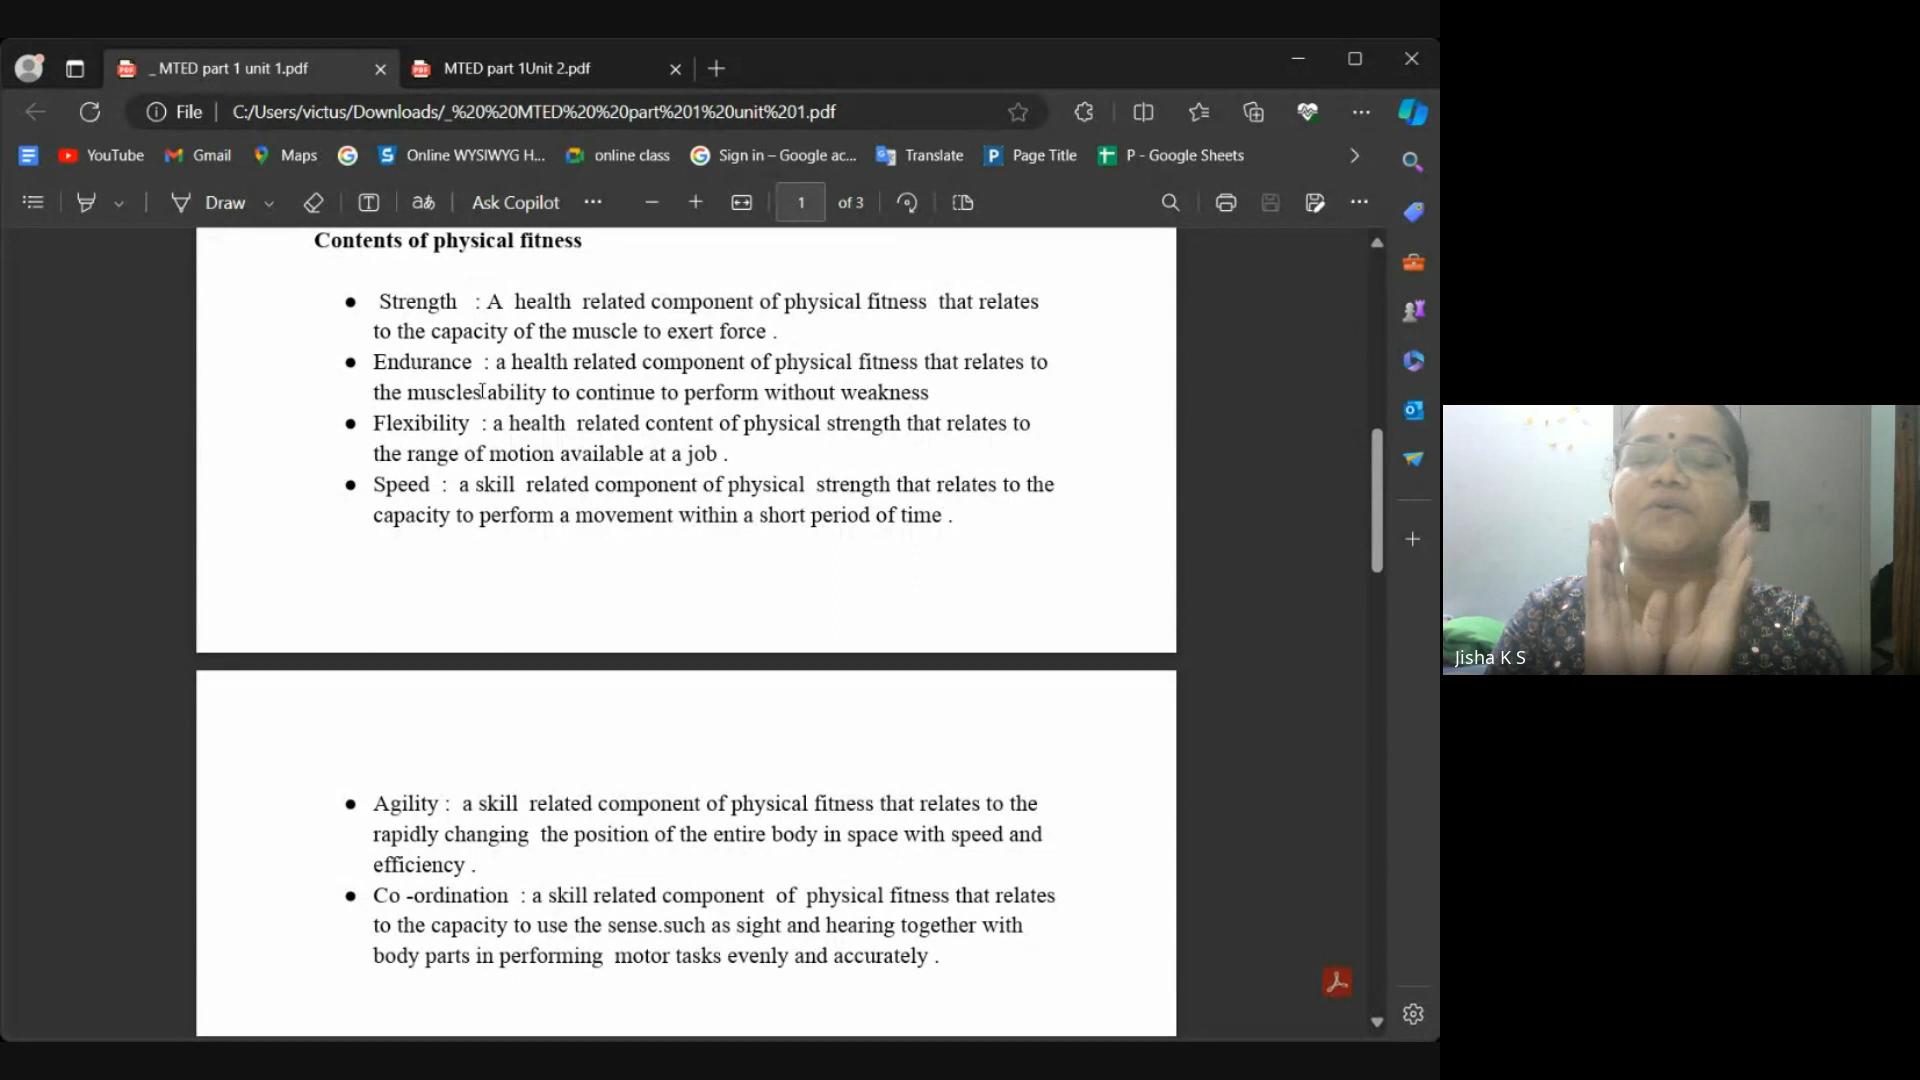 _ MTED part 1 unit 1.pdf
MTED part 1Unit 2.pdf
File
C:/Users/victus/Downloads/_%20%20MTED%20%20part%201%20unit%201.pdf
YouTube
Gmail
Maps
Online WYSIWYG H...
online class
Sign in – Google ac...
Translate
Page Title
P - Google Sheets
Draw
Ask Copilot
1 of 3
Contents of physical fitness
● Strength : A health related component of physical fitness that relates
to the capacity of the muscle to exert force .
● Endurance : a health related component of physical fitness that relates to
the muscles ability to continue to perform without weakness
● Flexibility : a health related content of physical strength that relates to
the range of motion available at a job .
● Speed : a skill related component of physical strength that relates to the
capacity to perform a movement within a short period of time .
● Agility : a skill related component of physical fitness that relates to the
rapidly changing the position of the entire body in space with speed and
efficiency .
● Co -ordination : a skill related component of physical fitness that relates
to the capacity to use the sense.such as sight and hearing together with
body parts in performing motor tasks evenly and accurately .
Jisha K S